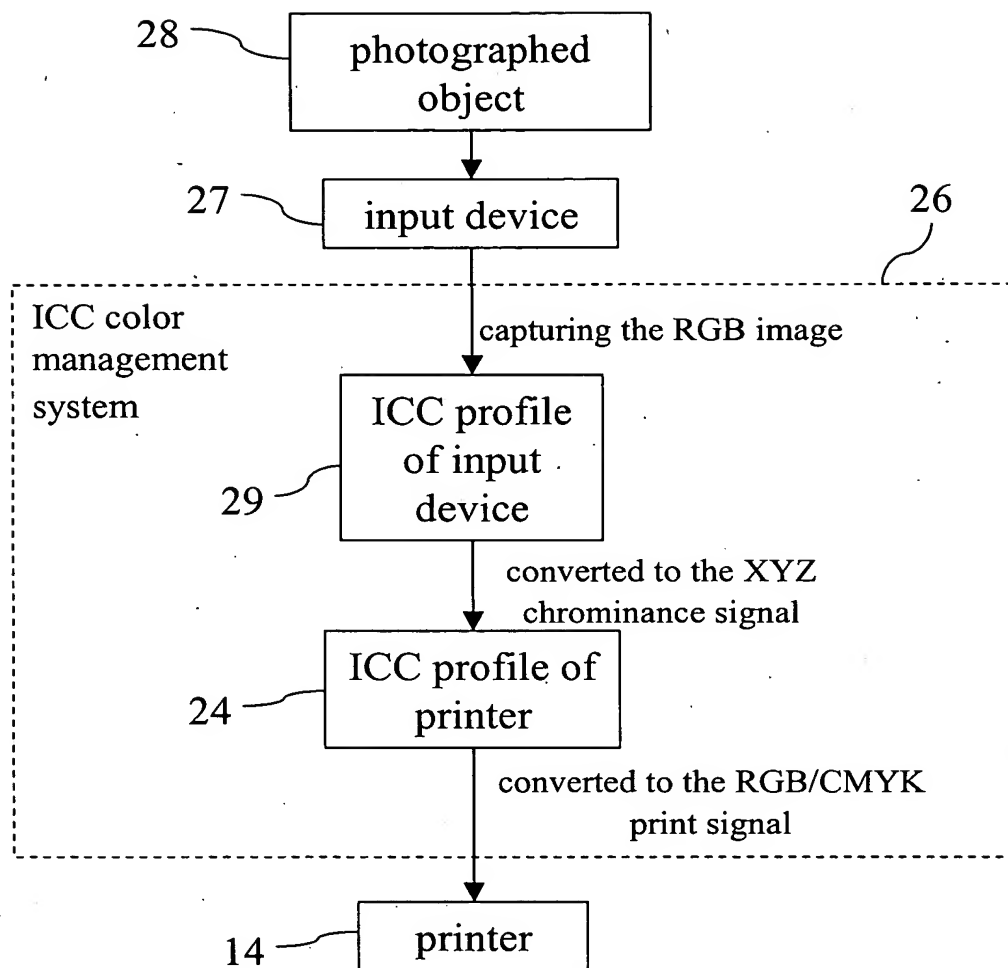 28
photographed
object
27
input device
26
ICC color
management
system
capturing the RGB image
ICC profile
of input
device
29
converted to the XYZ
chrominance signal
ICC profile of
printer
24
converted to the RGB/CMYK
print signal
printer
14